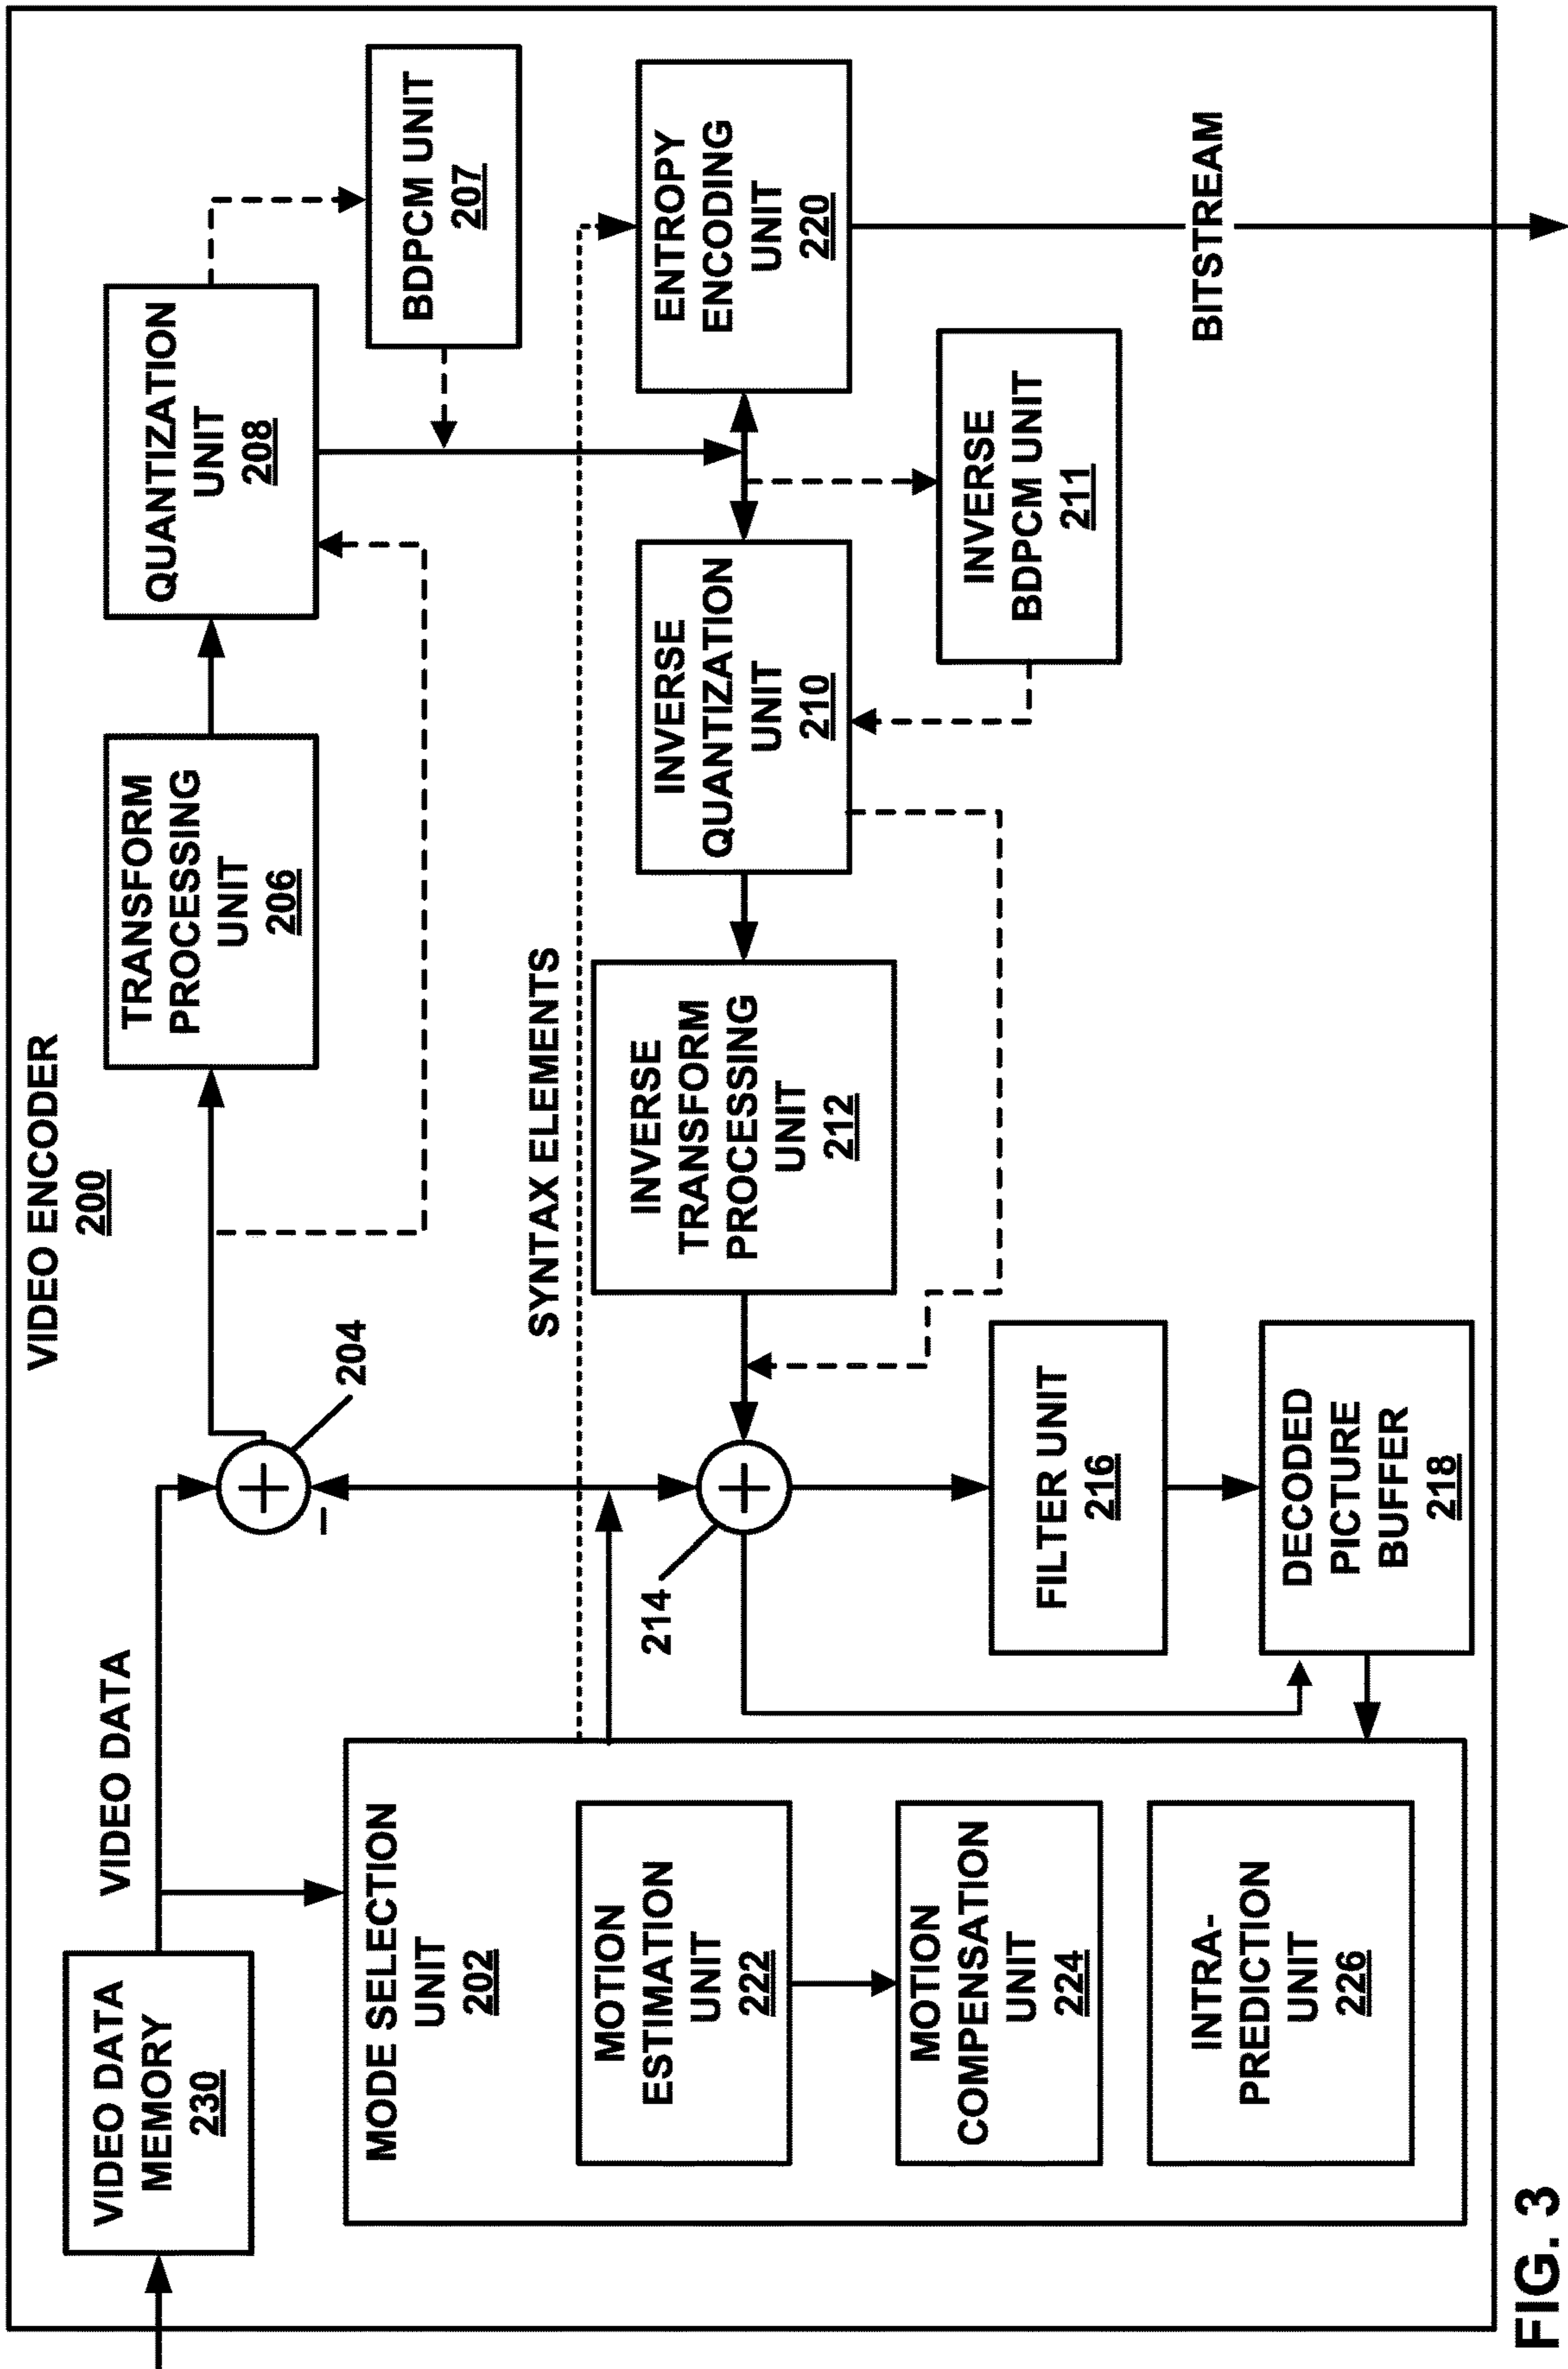 VIDEO ENCODER
200
VIDEO DATA
MEMORY
230
VIDEO DATA
204
TRANSFORM
PROCESSING
UNIT
206
QUANTIZATION
UNIT
208
BDPCM UNIT
207
MODE SELECTION
UNIT
202
MOTION
ESTIMATION
UNIT
222
MOTION
COMPENSATION
UNIT
224
INTRA-
PREDICTION
UNIT
226
SYNTAX ELEMENTS
214
INVERSE
TRANSFORM
PROCESSING
UNIT
212
INVERSE
QUANTIZATION
UNIT
210
ENTROPY
ENCODING
UNIT
220
INVERSE
BDPCM UNIT
211
FILTER UNIT
216
DECODED
PICTURE
BUFFER
218
BITSTREAM
FIG. 3